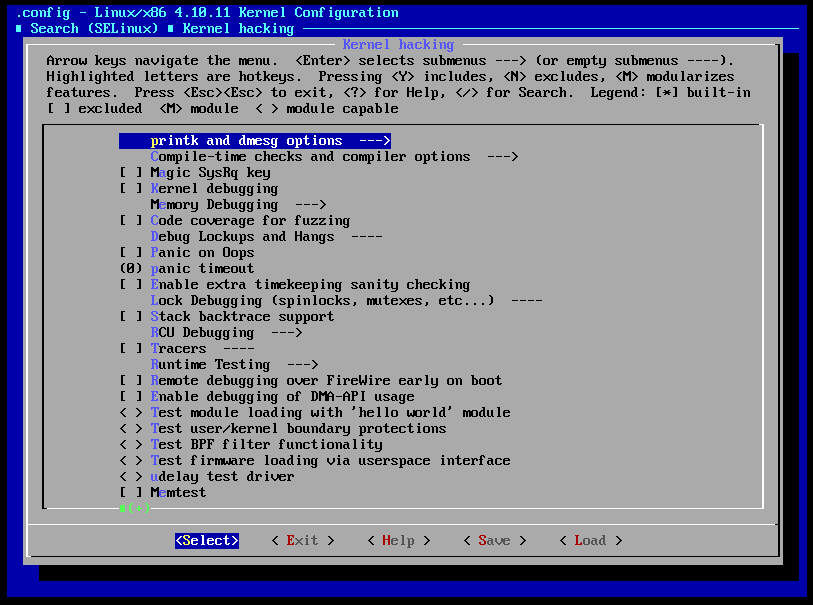 .config - Linux/x86 4.10.11 Kernel Configuration
Search (SELinux) ■ Kernel hacking
Kernel hacking
Arrow keys navigate the menu.  <Enter> selects submenus ---> (or empty submenus ----).
Highlighted letters are hotkeys.  Pressing <Y> includes, <N> excludes, <M> modularizes
features.  Press <Esc><Esc> to exit, <?> for Help, </> for Search.  Legend: [*] built-in
[ ] excluded  <M> module  < > module capable
printk and dmesg options  --->
Compile-time checks and compiler options  --->
[ ] Magic SysRq key
[ ] Kernel debugging
Memory Debugging  --->
[ ] Code coverage for fuzzing
Debug Lockups and Hangs  ----
[ ] Panic on Oops
(0) panic timeout
[ ] Enable extra timekeeping sanity checking
Lock Debugging (spinlocks, mutexes, etc...)  ----
[ ] Stack backtrace support
RCU Debugging  --->
[ ] Tracers  ----
Runtime Testing  --->
[ ] Remote debugging over FireWire early on boot
[ ] Enable debugging of DMA-API usage
< > Test module loading with 'hello world' module
< > Test user/kernel boundary protections
< > Test BPF filter functionality
< > Test firmware loading via userspace interface
< > udelay test driver
[ ] Memtest
(+)
<Select>    < Exit >    < Help >    < Save >    < Load >